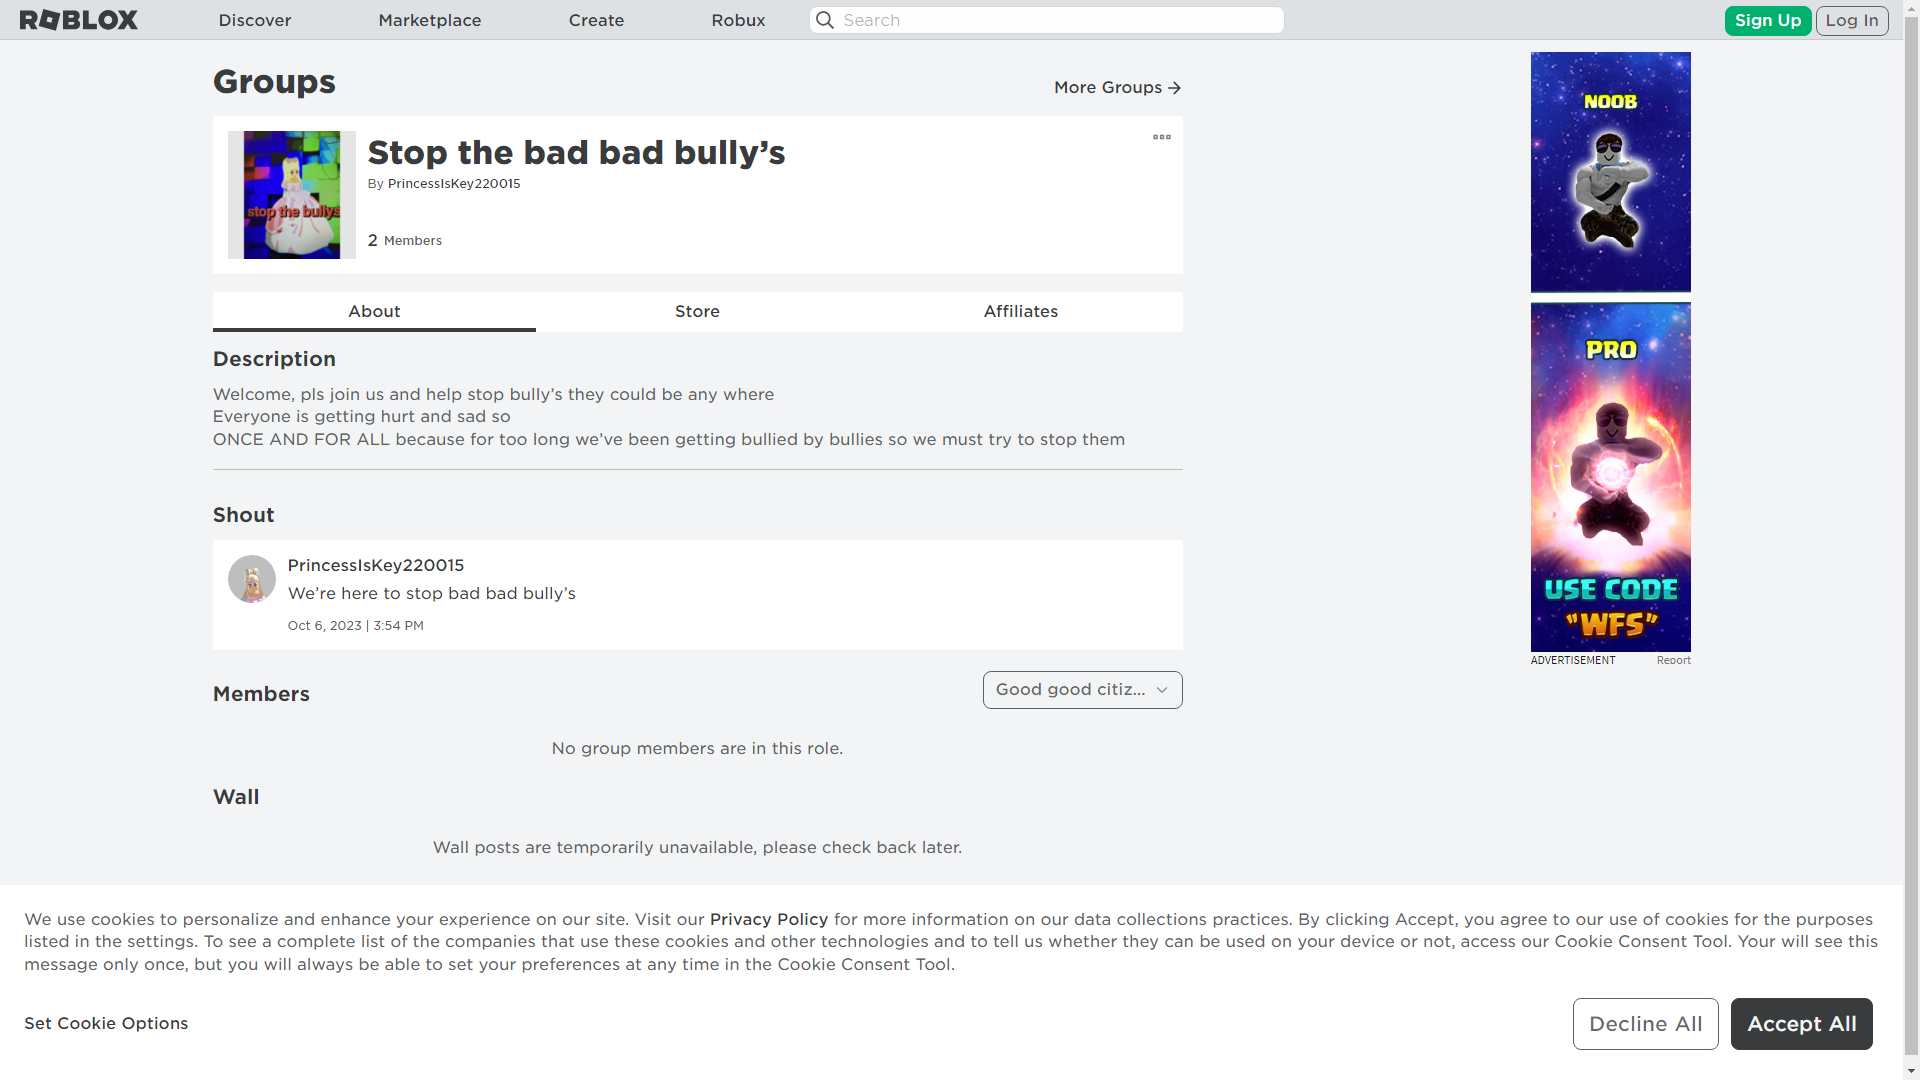 ROBLOX
Discover
Marketplace
Create
Robux
Search
Sign Up
Log In
Groups
More Groups
stop the bullys
Stop the bad bad bully’s
By PrincessIsKey220015
2 Members
About
Store
Affiliates
Description
Welcome, pls join us and help stop bully’s they could be any where
Everyone is getting hurt and sad so
ONCE AND FOR ALL because for too long we’ve been getting bullied by bullies so we must try to stop them
Shout
PrincessIsKey220015
We’re here to stop bad bad bully’s
Oct 6, 2023 | 3:54 PM
Members
Good good citiz...
No group members are in this role.
Wall
Wall posts are temporarily unavailable, please check back later.
NOOB
PRO
USE CODE
"WFS"
ADVERTISEMENT
Report
We use cookies to personalize and enhance your experience on our site. Visit our Privacy Policy for more information on our data collections practices. By clicking Accept, you agree to our use of cookies for the purposes
listed in the settings. To see a complete list of the companies that use these cookies and other technologies and to tell us whether they can be used on your device or not, access our Cookie Consent Tool. Your will see this
message only once, but you will always be able to set your preferences at any time in the Cookie Consent Tool.
Set Cookie Options
Decline All
Accept All